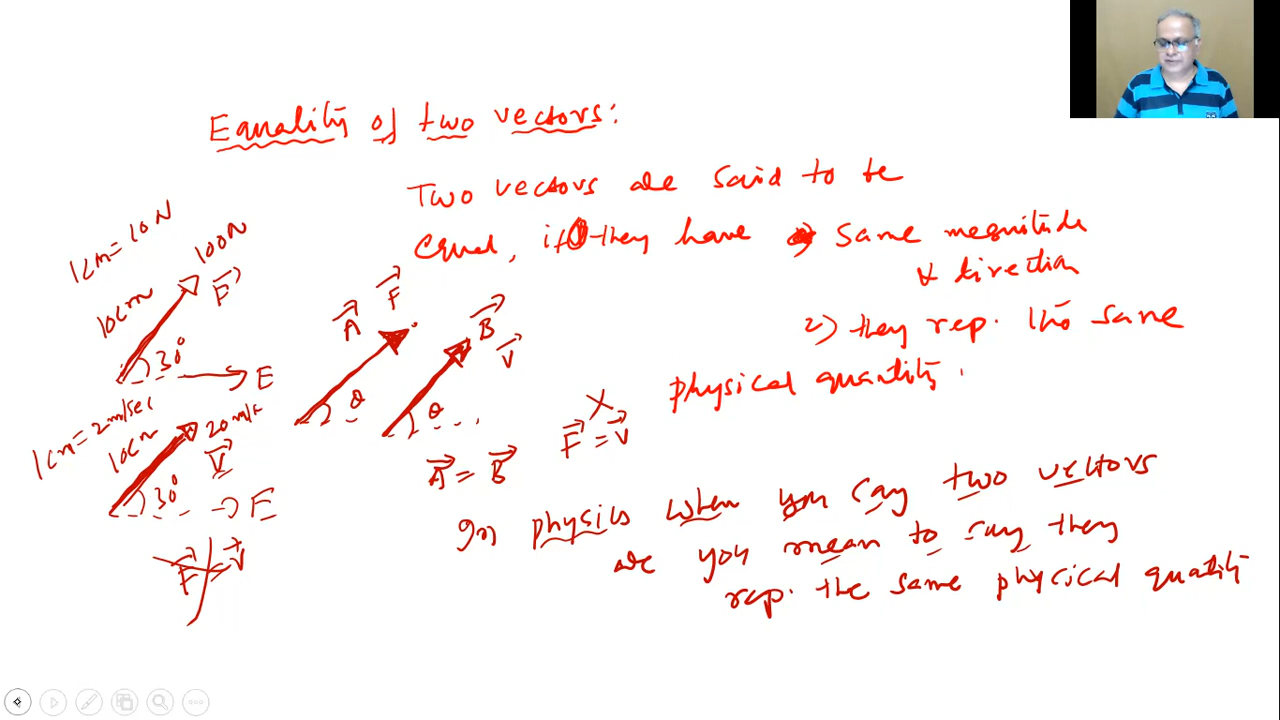 Equality of two vectors:
Two vectors are said to be
equal, if they have 1) same magnitude
& direction
2) they rep. the same
physical quantity.
1cm = 10N
100N
10cm
F
30°
E
1cm = 2m/sec
10cm
20 m/s
V
30°
E
F = V
A F
B
V
θ
θ
A = B
X
F = V
In physics when you say two vectors
are you mean to say they
rep. the same physical quantity